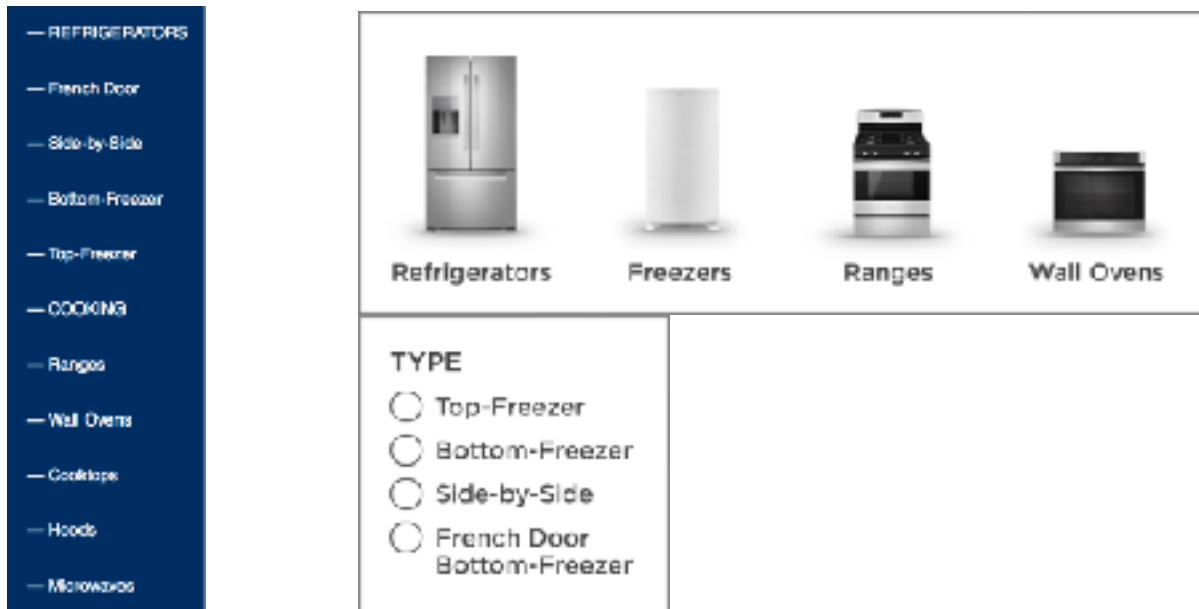 — REFRIGERATORS
— French Door
— Side-by-Side
— Bottom-Freezer
— Top-Freezer
— COOKING
— Ranges
— Wall Ovens
— Cooktops
— Hoods
— Microwaves
Refrigerators Freezers Ranges Wall Ovens
TYPE
Top-Freezer
Bottom-Freezer
Side-by-Side
French Door
Bottom-Freezer